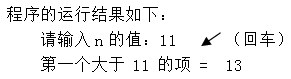 程序的运行结果如下：
请输入n的值：11 （回车）
第一个大于 11 的项 = 13